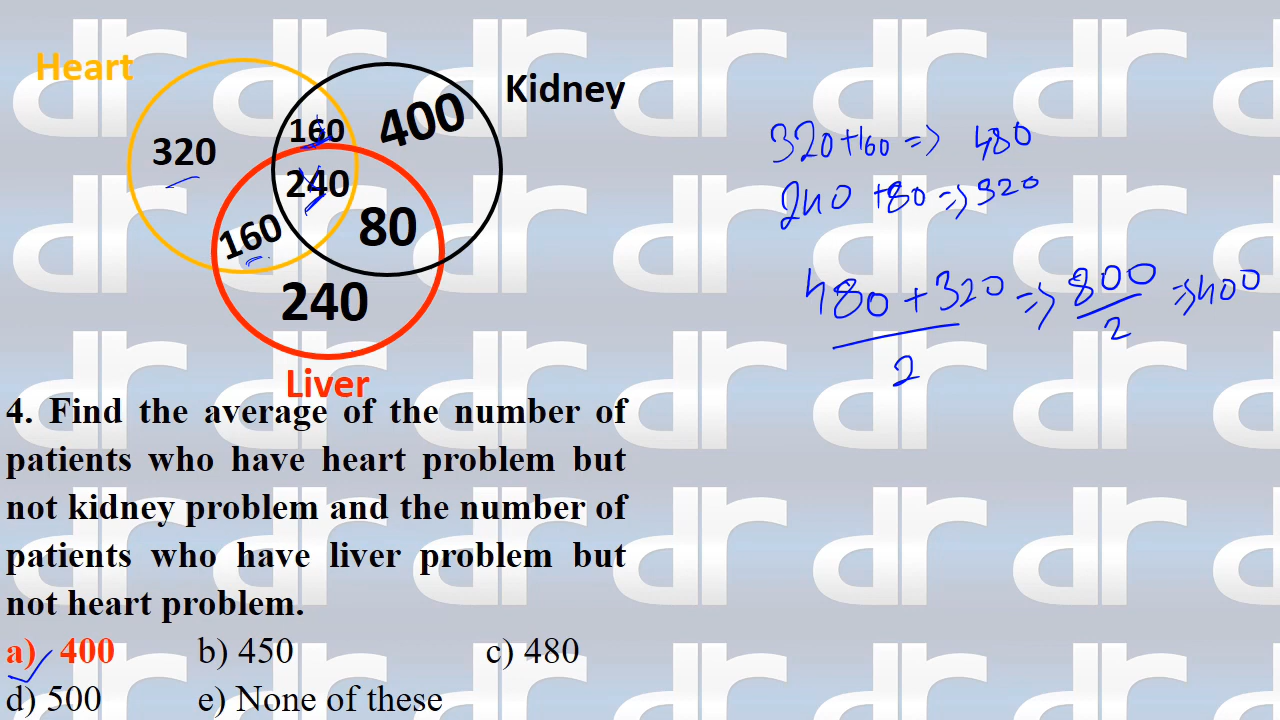 Heart
Kidney
160
400
320
240
160
80
240
Liver
320+160 => 480
240 +80 => 320
480 + 320 => 800 => 400
2 2
4. Find the average of the number of
patients who have heart problem but
not kidney problem and the number of
patients who have liver problem but
not heart problem.
a) 400 b) 450 c) 480
d) 500 e) None of these